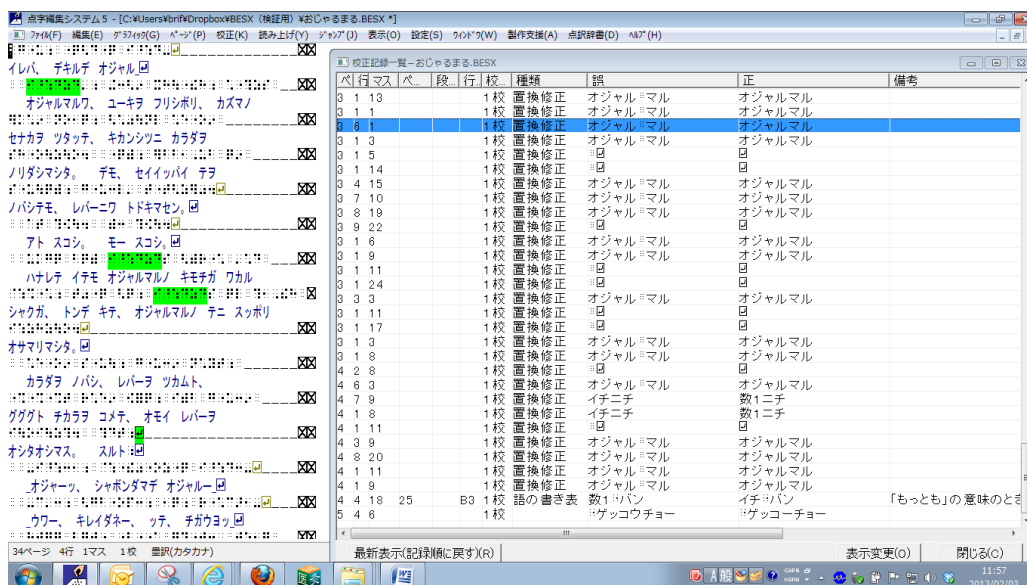 点字編集システム5 - [C:¥Users¥brif¥Dropbox¥BESX（検証用）¥おじゃるまる.BESX *]
ファイル(F) 編集(E) グラフィック(G) ページ(P) 校正(K) 読み上げ(Y) ジャンプ(J) 表示(O) 設定(S) ウィンドウ(W) 製作支援(A) 点訳辞書(D) ヘルプ(H)
イレバ、 デキルデ オジャル
オジャルマルワ、 ユーキヲ フリシボリ、 カズマノ
セナカヲ ツタッテ、 キカンシツニ カラダヲ
ノリダシマシタ。 デモ、 セイイッパイ テヲ
ノバシテモ、 レバーニワ トドキマセン。
アト スコシ。 モー スコシ。
ハナレテ イテモ オジャルマルノ キモチガ ワカル
シャクガ、 トンデ キテ、 オジャルマルノ テニ スッポリ
オサマリマシタ。
カラダヲ ノバシ、 レバーヲ ツカムト、
グググト チカラヲ コメテ、 オモイ レバーヲ
オシタオシマス。 スルト
_オジャーッ、 シャボンダマデ オジャルー_
_ウワー、 キレイダネー、 ッテ、 チガウヨッ_
34ページ 4行 1マス 1校 墨訳(カタカナ)
校正記録一覧－おじゃるまる.BESX
ペ 行 マス ペ... 段... 行. 校... 種類 誤 正 備考
3 1 13 1校 置換修正 オジャル マル オジャルマル
3 1 1 1校 置換修正 オジャル マル オジャルマル
3 6 1 1校 置換修正 オジャル マル オジャルマル
3 1 3 1校 置換修正 オジャル マル オジャルマル
3 1 5 1校 置換修正
3 1 14 1校 置換修正
3 4 15 1校 置換修正 オジャル マル オジャルマル
3 7 10 1校 置換修正 オジャル マル オジャルマル
3 8 19 1校 置換修正 オジャル マル オジャルマル
3 9 22 1校 置換修正
3 1 6 1校 置換修正 オジャル マル オジャルマル
3 1 9 1校 置換修正 オジャル マル オジャルマル
3 1 11 1校 置換修正
3 1 24 1校 置換修正
3 3 3 1校 置換修正 オジャル マル オジャルマル
3 1 11 1校 置換修正
3 1 17 1校 置換修正
3 1 3 1校 置換修正 オジャル マル オジャルマル
3 1 8 1校 置換修正 オジャル マル オジャルマル
4 2 8 1校 置換修正
4 6 3 1校 置換修正 オジャル マル オジャルマル
4 7 9 1校 置換修正 イチニチ 数1ニチ
4 1 8 1校 置換修正 イチニチ 数1ニチ
4 1 11 1校 置換修正
4 3 9 1校 置換修正 オジャル マル オジャルマル
4 8 20 1校 置換修正 オジャル マル オジャルマル
4 1 11 1校 置換修正 オジャル マル オジャルマル
4 1 9 1校 置換修正 オジャル マル オジャルマル
4 4 18 25 B3 1校 語の書き表 数1 バン イチ バン 「もっとも」の意味のとき
5 4 6 1校 ゲッコウチョー ゲッコーチョー
最新表示(記録順に戻す)(R) 表示変更(O) 閉じる(C)
A 般 CAPS KANA
11:57